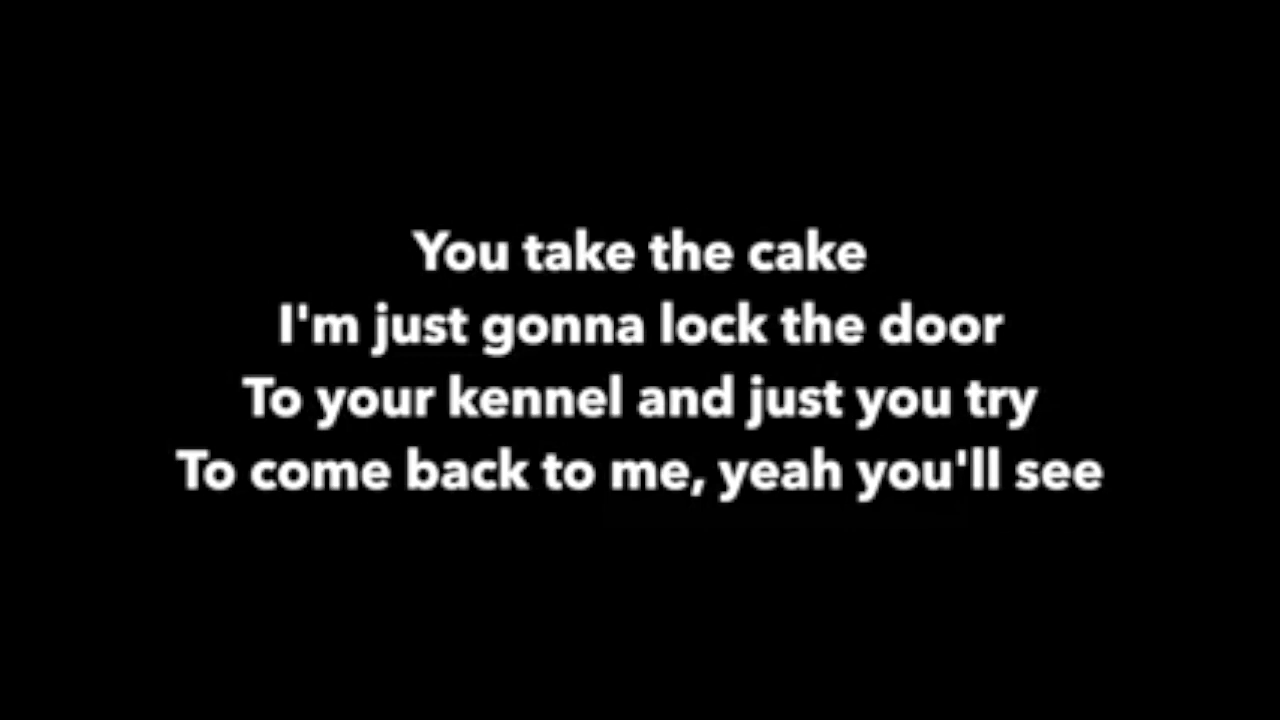 You take the cake
I'm just gonna lock the door
To your kennel and just you try
To come back to me, yeah you'll see